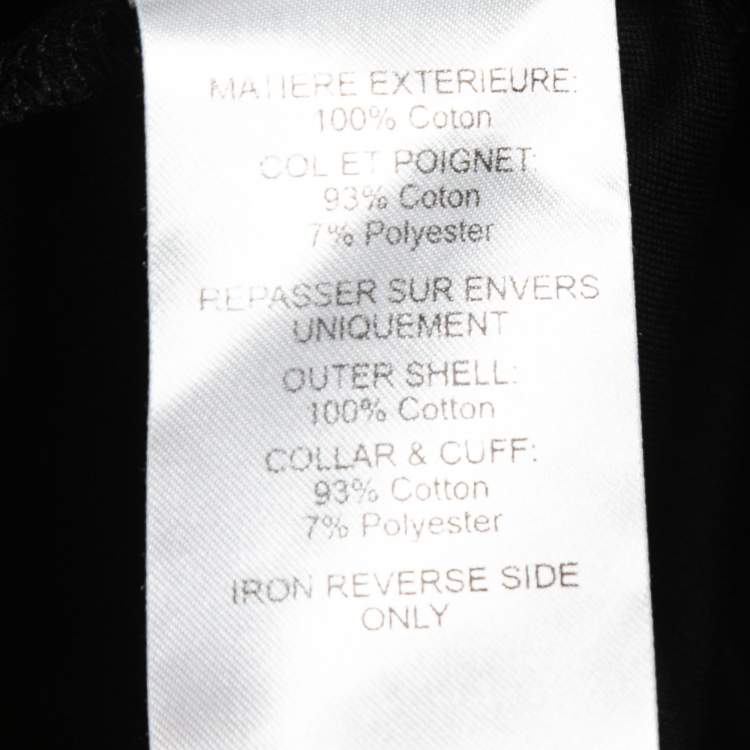 MATIERE EXTERIEURE:
100% Coton
COL ET POIGNET:
93% Coton
7% Polyester
REPASSER SUR ENVERS
UNIQUEMENT
OUTER SHELL:
100% Cotton
COLLAR & CUFF:
93% Cotton
7% Polyester
IRON REVERSE SIDE
ONLY